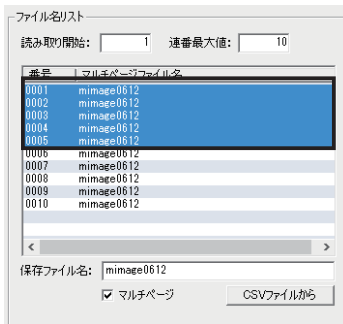 ファイル名リスト
読み取り開始: 1 連番最大値: 10
番号 マルチページファイル名
0001 mimage0612
0002 mimage0612
0003 mimage0612
0004 mimage0612
0005 mimage0612
0006 mimage0612
0007 mimage0612
0008 mimage0612
0009 mimage0612
0010 mimage0612
保存ファイル名: mimage0612
マルチページ CSVファイルから